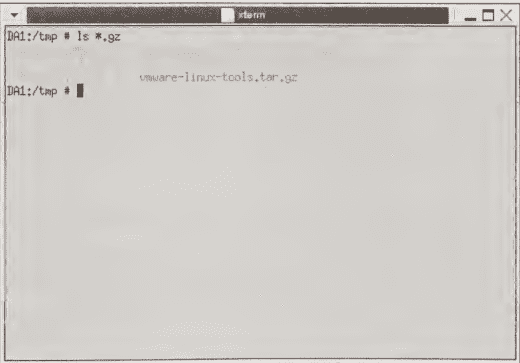 xterm
DA1:/tmp # ls *.gz
vmware-linux-tools.tar.gz
DA1:/tmp #